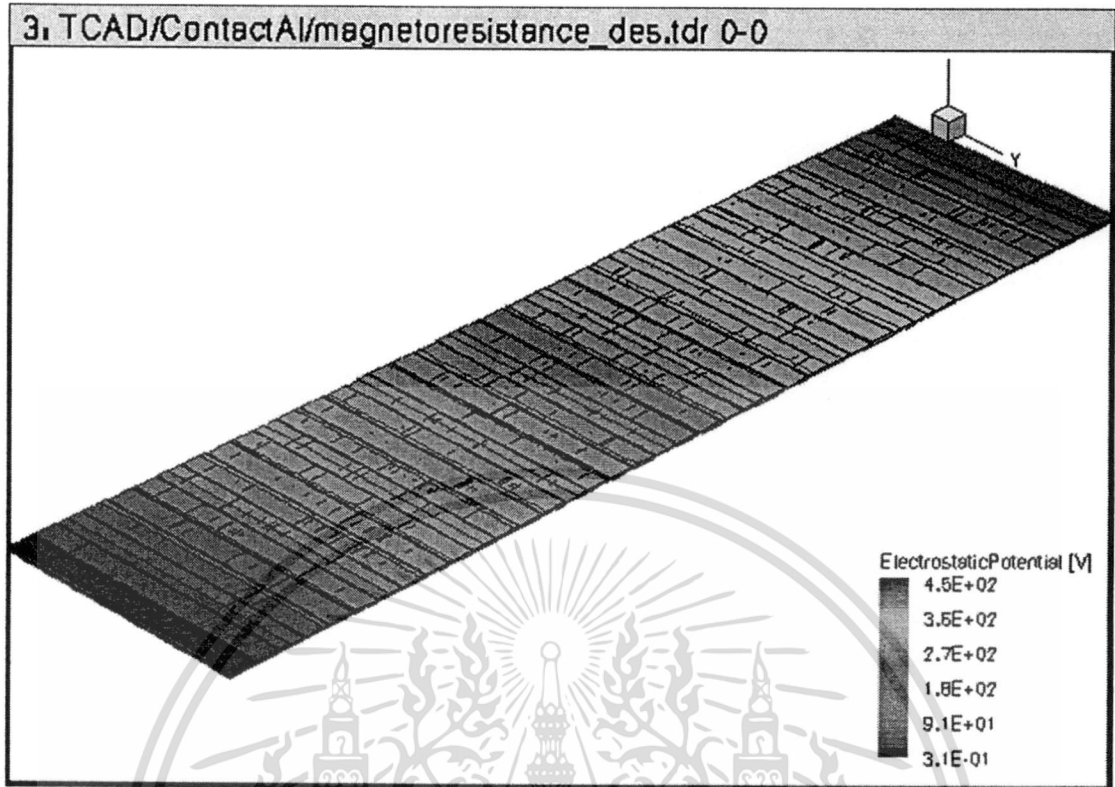 3. TCAD/ContactAl/magnetoresistance_des.tdr 0-0
Y
ElectrostaticPotential [V]
4.5E+02
3.6E+02
2.7E+02
1.8E+02
9.1E+01
3.1E-01